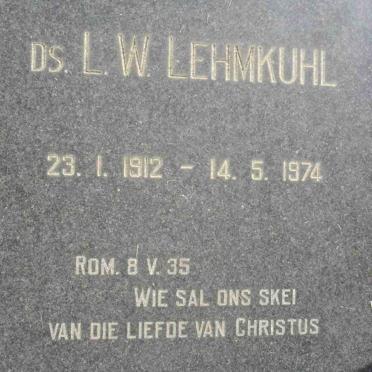 DS. L. W. LEHMKUHL
23. 1. 1912 - 14. 5. 1974
ROM. 8 V. 35
WIE SAL ONS SKEI
VAN DIE LIEFDE VAN CHRISTUS